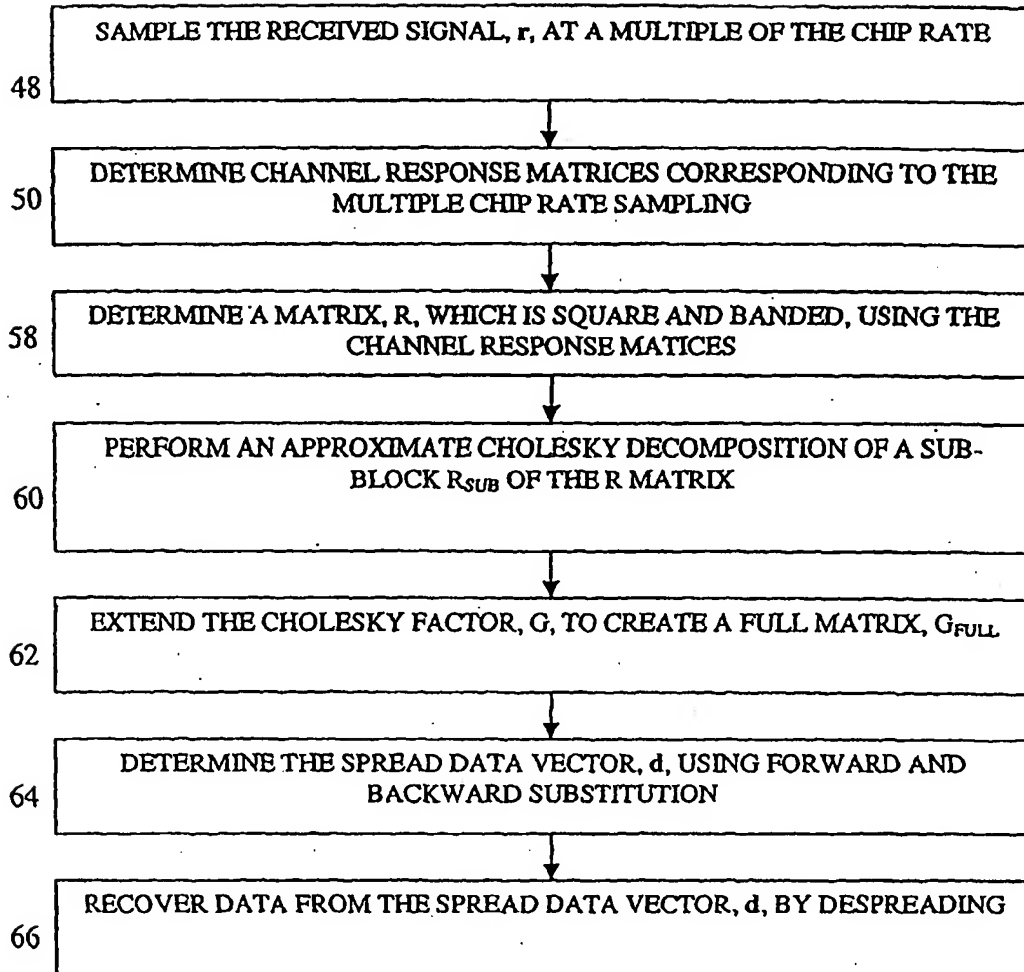 SAMPLE THE RECEIVED SIGNAL, r, AT A MULTIPLE OF THE CHIP RATE
48
DETERMINE CHANNEL RESPONSE MATRICES CORRESPONDING TO THE
MULTIPLE CHIP RATE SAMPLING
50
DETERMINE A MATRIX, R, WHICH IS SQUARE AND BANDED, USING THE
CHANNEL RESPONSE MATICES
58
PERFORM AN APPROXIMATE CHOLESKY DECOMPOSITION OF A SUB-
BLOCK RSUB OF THE R MATRIX
60
EXTEND THE CHOLESKY FACTOR, G, TO CREATE A FULL MATRIX, GFULL
62
DETERMINE THE SPREAD DATA VECTOR, d, USING FORWARD AND
BACKWARD SUBSTITUTION
64
RECOVER DATA FROM THE SPREAD DATA VECTOR, d, BY DESPREADING
66